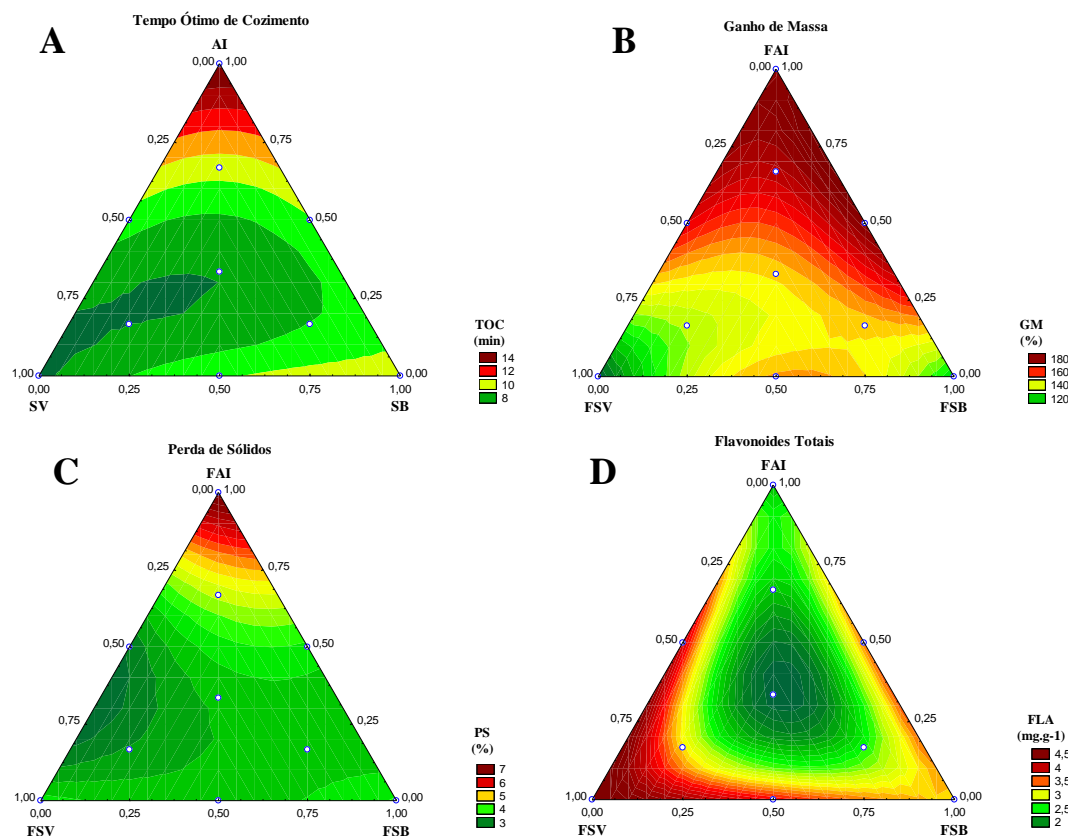 A
Tempo Ótimo de Cozimento
AI
0,00 1,00
0,25 0,75
0,50 0,50
0,75 0,25
1,00 0,00
0,00 0,25 0,50 0,75 1,00
SV SB
TOC
(min)
14
12
10
8
B
Ganho de Massa
FAI
0,00 1,00
0,25 0,75
0,50 0,50
0,75 0,25
1,00 0,00
0,00 0,25 0,50 0,75 1,00
FSV FSB
GM
(%)
180
160
140
120
C
Perda de Sólidos
FAI
0,00 1,00
0,25 0,75
0,50 0,50
0,75 0,25
1,00 0,00
0,00 0,25 0,50 0,75 1,00
FSV FSB
PS
(%)
7
6
5
4
3
D
Flavonoides Totais
FAI
0,00 1,00
0,25 0,75
0,50 0,50
0,75 0,25
1,00 0,00
0,00 0,25 0,50 0,75 1,00
FSV FSB
FLA
(mg.g-1)
4,5
4
3,5
3
2,5
2